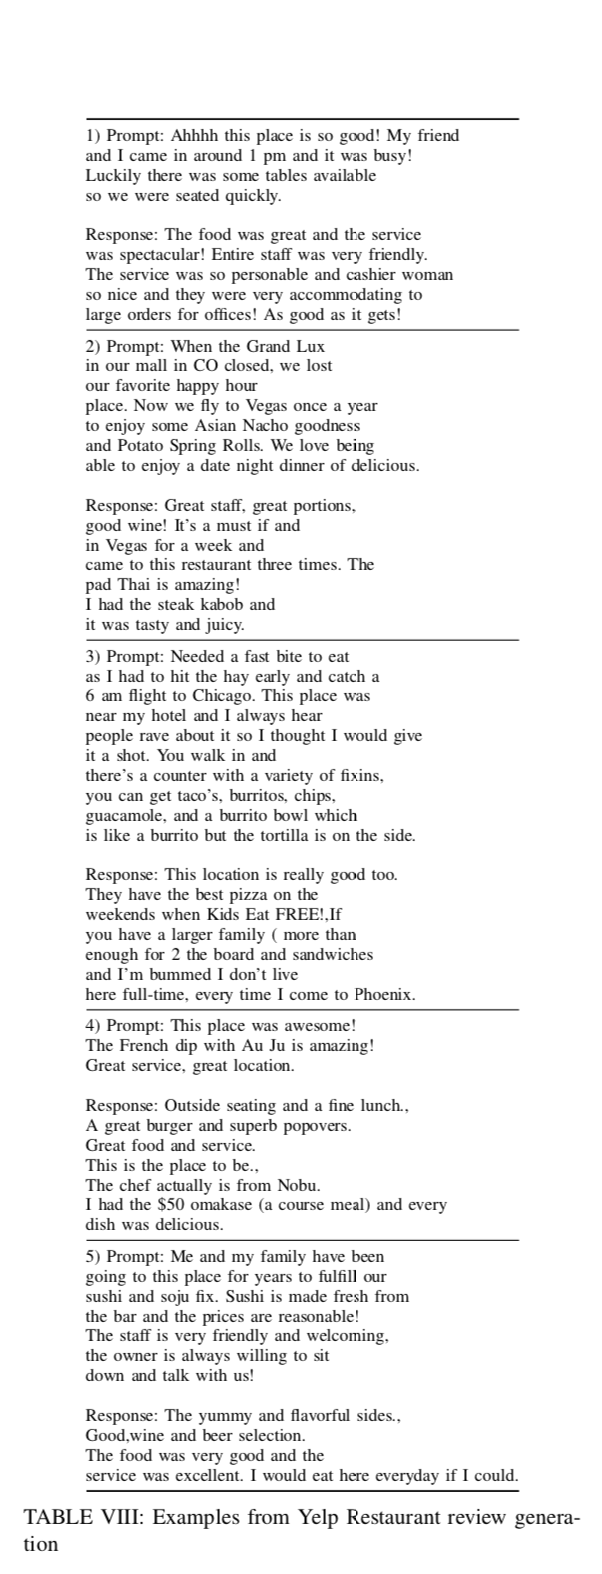 1) Prompt: Ahhhh this place is so good! My friend
and I came in around 1 pm and it was busy!
Luckily there was some tables available
so we were seated quickly.
Response: The food was great and the service
was spectacular! Entire staff was very friendly.
The service was so personable and cashier woman
so nice and they were very accommodating to
large orders for offices! As good as it gets!
2) Prompt: When the Grand Lux
in our mall in CO closed, we lost
our favorite happy hour
place. Now we fly to Vegas once a year
to enjoy some Asian Nacho goodness
and Potato Spring Rolls. We love being
able to enjoy a date night dinner of delicious.
Response: Great staff, great portions,
good wine! It's a must if and
in Vegas for a week and
came to this restaurant three times. The
pad Thai is amazing!
I had the steak kabob and
it was tasty and juicy.
3) Prompt: Needed a fast bite to eat
as I had to hit the hay early and catch a
6 am flight to Chicago. This place was
near my hotel and I always hear
people rave about it so I thought I would give
it a shot. You walk in and
there's a counter with a variety of fixins,
you can get taco's, burritos, chips,
guacamole, and a burrito bowl which
is like a burrito but the tortilla is on the side.
Response: This location is really good too.
They have the best pizza on the
weekends when Kids Eat FREE!,If
you have a larger family ( more than
enough for 2 the board and sandwiches
and I'm bummed I don't live
here full-time, every time I come to Phoenix.
4) Prompt: This place was awesome!
The French dip with Au Ju is amazing!
Great service, great location.
Response: Outside seating and a fine lunch.,
A great burger and superb popovers.
Great food and service.
This is the place to be.,
The chef actually is from Nobu.
I had the $50 omakase (a course meal) and every
dish was delicious.
5) Prompt: Me and my family have been
going to this place for years to fulfill our
sushi and soju fix. Sushi is made fresh from
the bar and the prices are reasonable!
The staff is very friendly and welcoming,
the owner is always willing to sit
down and talk with us!
Response: The yummy and flavorful sides.,
Good,wine and beer selection.
The food was very good and the
service was excellent. I would eat here everyday if I could.
TABLE VIII: Examples from Yelp Restaurant review genera-
tion